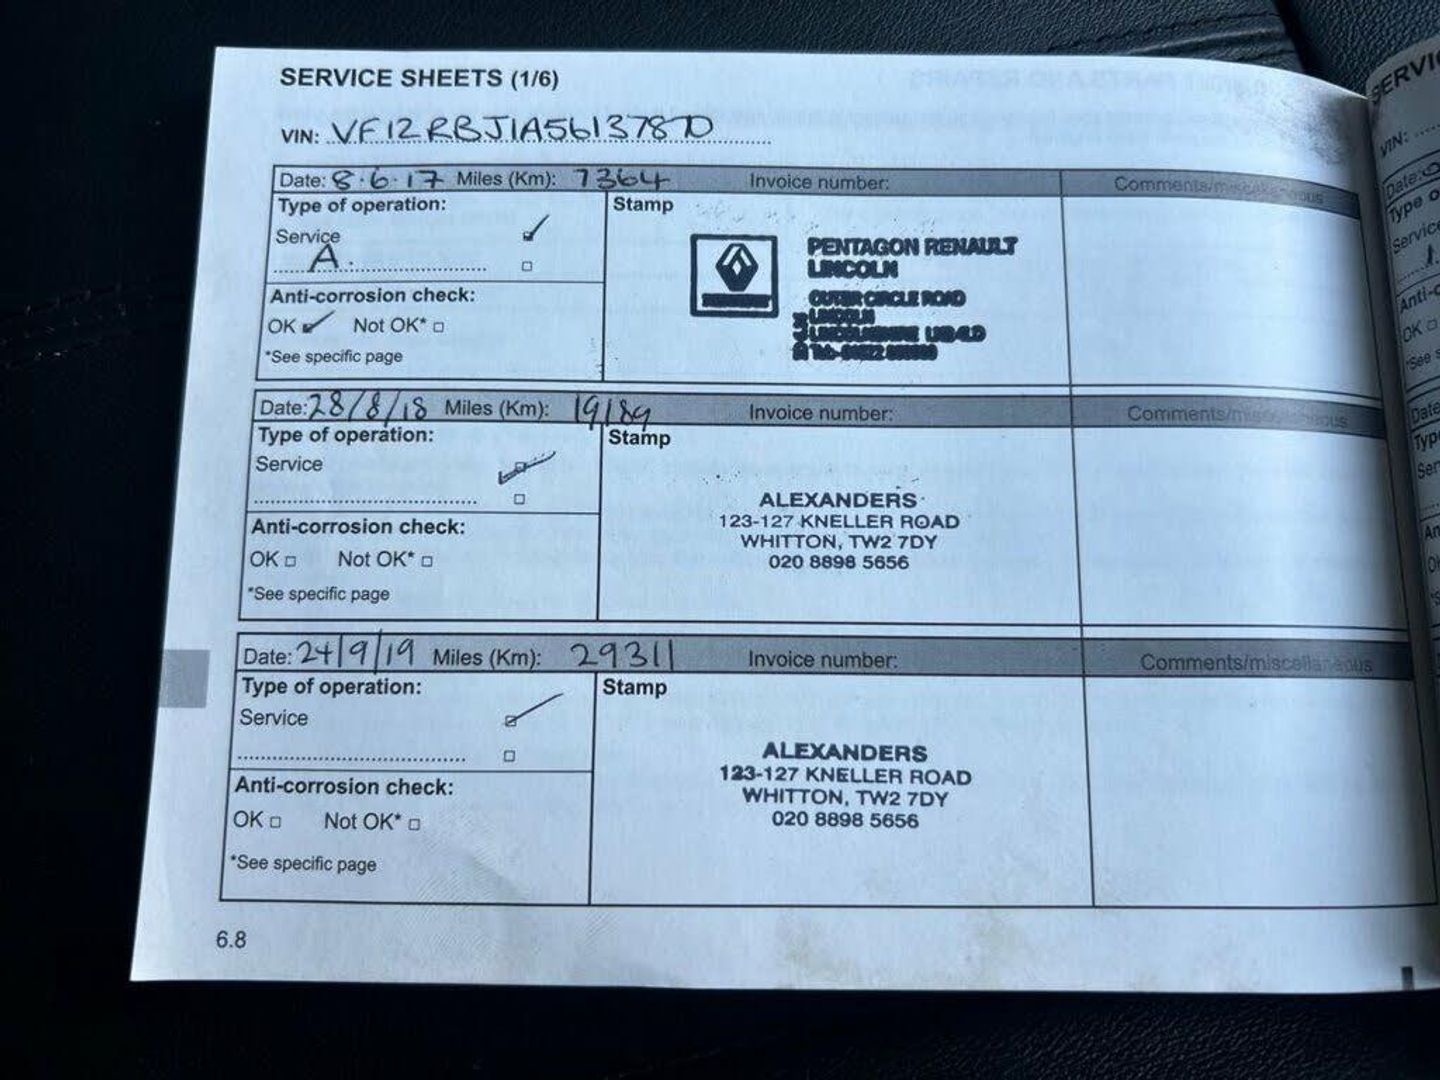 SERVICE SHEETS (1/6)
VIN: VF12RBJ1A56137870
Date: 8.6.17 Miles (Km): 7364 Invoice number: Comments/miscellaneous
Type of operation: Stamp
Service
A.
PENTAGON RENAULT
LINCOLN
OUTER CIRCLE ROAD
LINCOLN
LINCOLNSHIRE
Anti-corrosion check:
OK Not OK*
*See specific page
Date: 28/8/18 Miles (Km): 19189 Invoice number: Comments/miscellaneous
Type of operation: Stamp
Service
ALEXANDERS
123-127 KNELLER ROAD
WHITTON, TW2 7DY
020 8898 5656
Anti-corrosion check:
OK Not OK*
*See specific page
Date: 24/9/19 Miles (Km): 29311 Invoice number: Comments/miscellaneous
Type of operation: Stamp
Service
ALEXANDERS
123-127 KNELLER ROAD
WHITTON, TW2 7DY
020 8898 5656
Anti-corrosion check:
OK Not OK*
*See specific page
6.8
VIN: